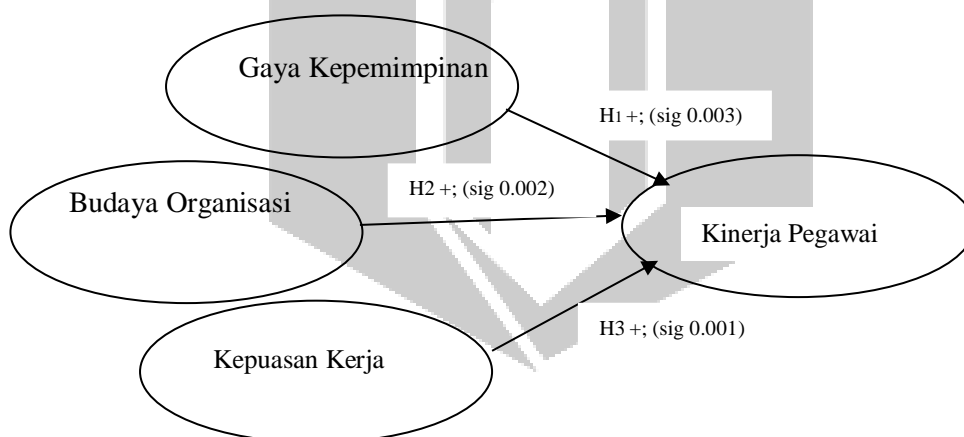 Gaya Kepemimpinan
H1 +; (sig 0.003)
H2 +; (sig 0.002)
Budaya Organisasi
Kinerja Pegawai
H3 +; (sig 0.001)
Kepuasan Kerja